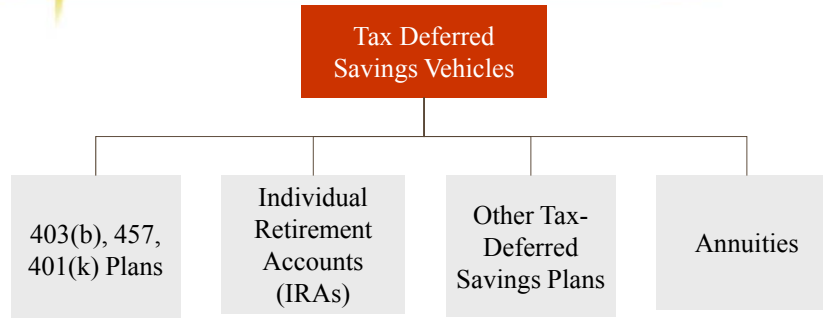 Tax Deferred
Savings Vehicles
403(b), 457,
401(k) Plans
Individual
Retirement
Accounts
(IRAs)
Other Tax-
Deferred
Savings Plans
Annuities